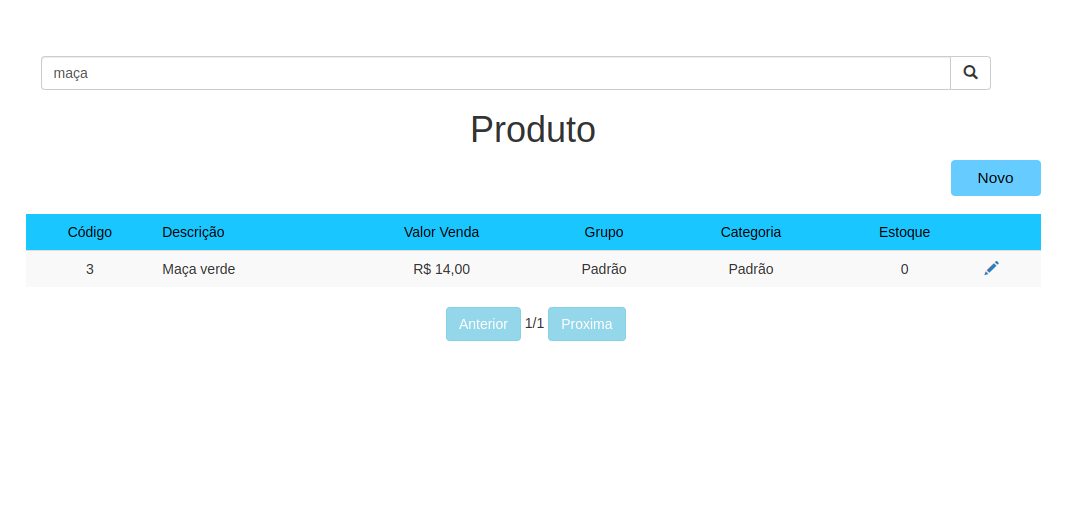 maça
Produto
Novo
Código Descrição Valor Venda Grupo Categoria Estoque
3 Maça verde R$ 14,00 Padrão Padrão 0
Anterior 1/1 Proxima